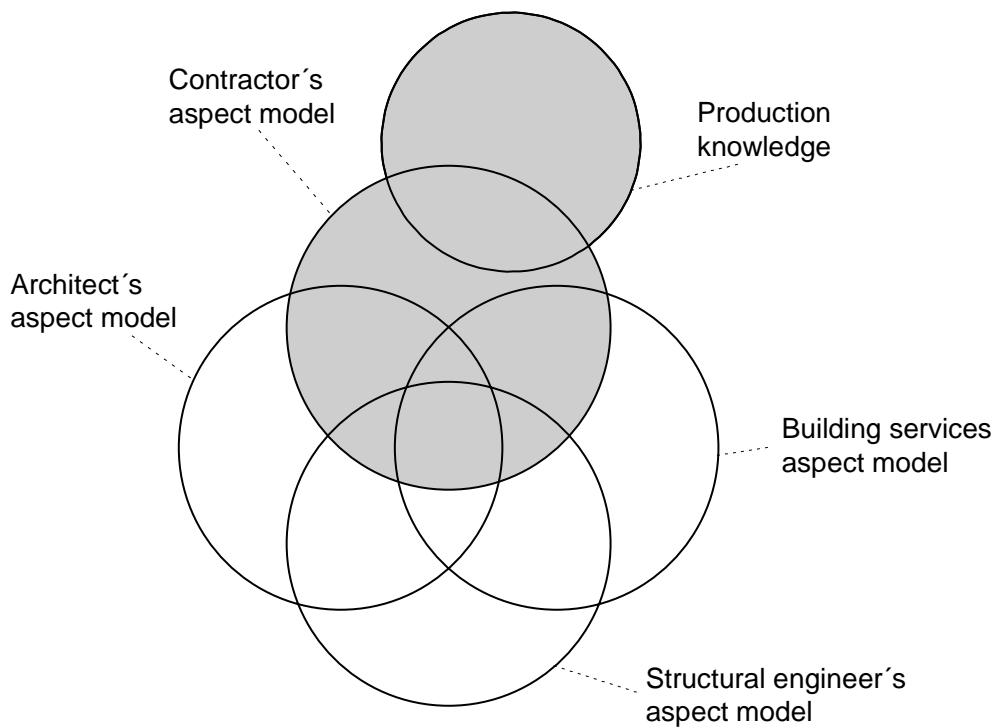 Contractor´s
aspect model
Production
knowledge
Architect´s
aspect model
Building services
aspect model
Structural engineer´s
aspect model